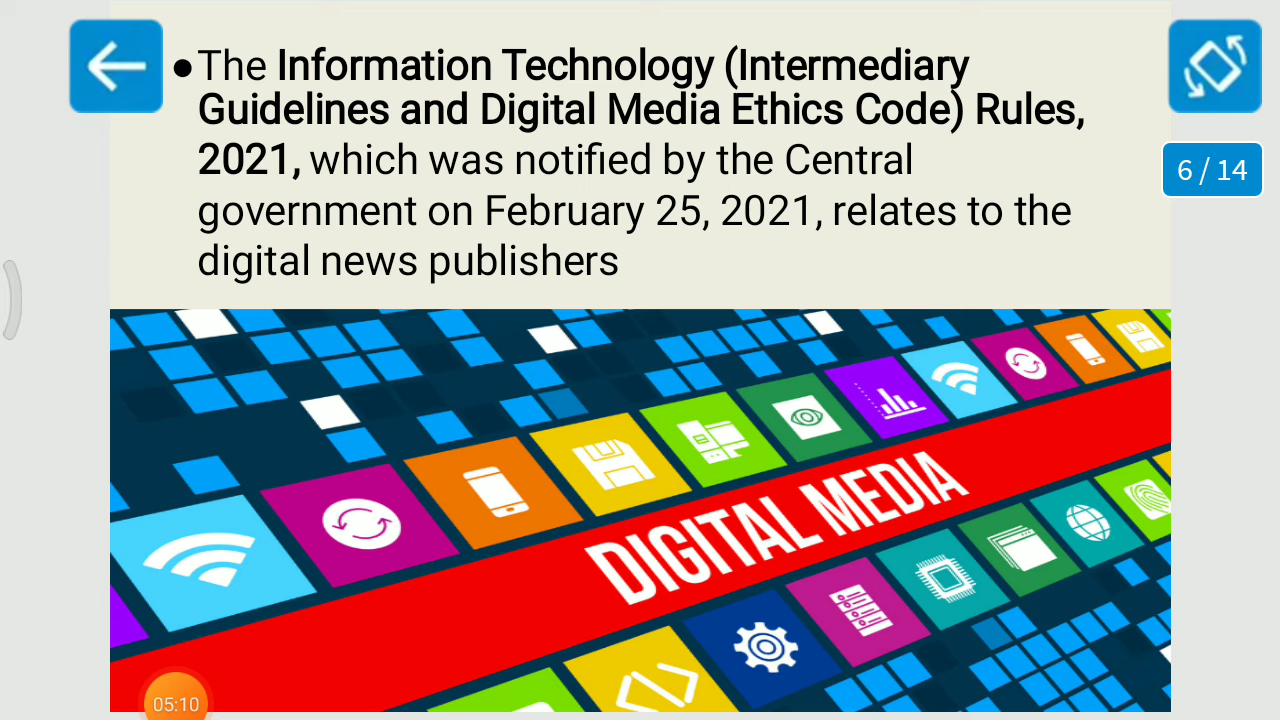 ●The Information Technology (Intermediary
Guidelines and Digital Media Ethics Code) Rules,
2021, which was notified by the Central
government on February 25, 2021, relates to the
digital news publishers
6 / 14
DIGITAL MEDIA
05:10